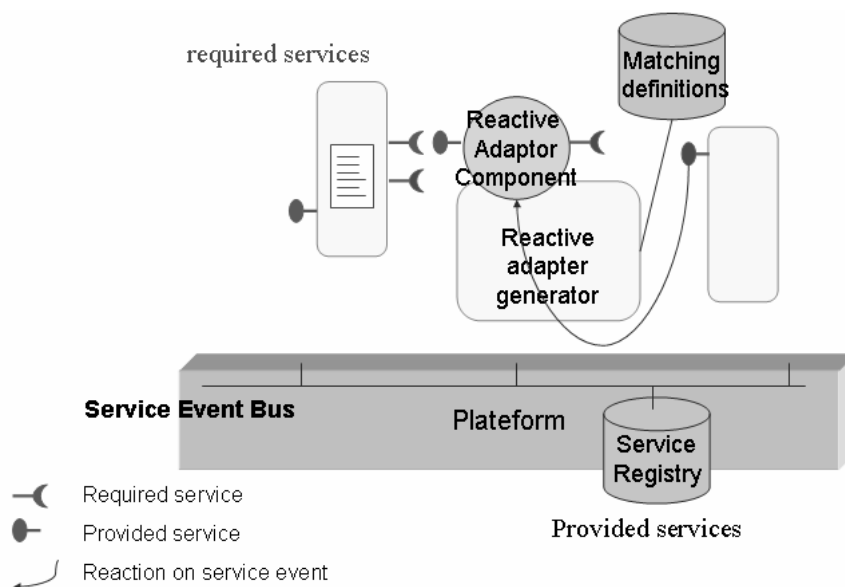 required services
Matching
definitions
Reactive
Adaptor
Component
Reactive
adapter
generator
Service Event Bus
Plateform
Service
Registry
Provided services
Required service
Provided service
Reaction on service event